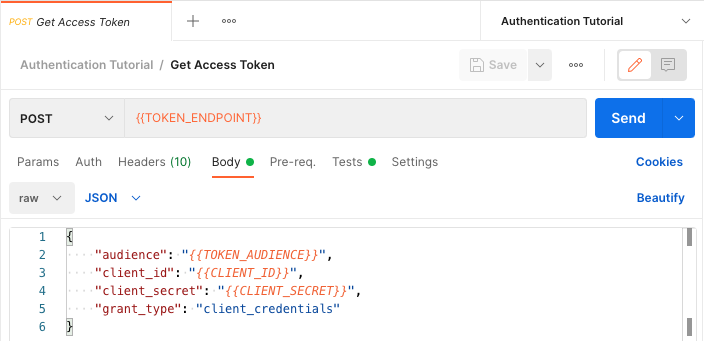 POST Get Access Token
Authentication Tutorial
Authentication Tutorial / Get Access Token
Save
POST {{TOKEN_ENDPOINT}} Send
Params Auth Headers (10) Body Pre-req. Tests Settings Cookies
raw JSON Beautify
1 {
2 "audience": "{{TOKEN_AUDIENCE}}",
3 "client_id": "{{CLIENT_ID}}",
4 "client_secret": "{{CLIENT_SECRET}}",
5 "grant_type": "client_credentials"
6 }